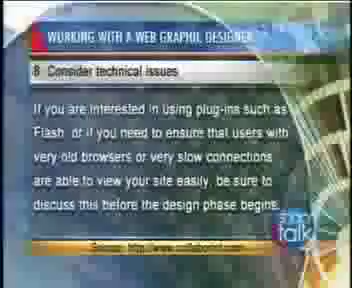 WORKING WITH A WEB GRAPHIC DESIGNER
8 Consider technical issues
If you are interested in using plug-ins such as
Flash, or if you need to ensure that users with
very old browsers or very slow connections
are able to view your site easily, be sure to
discuss this before the design phase begins.
talk
Source: http://www.